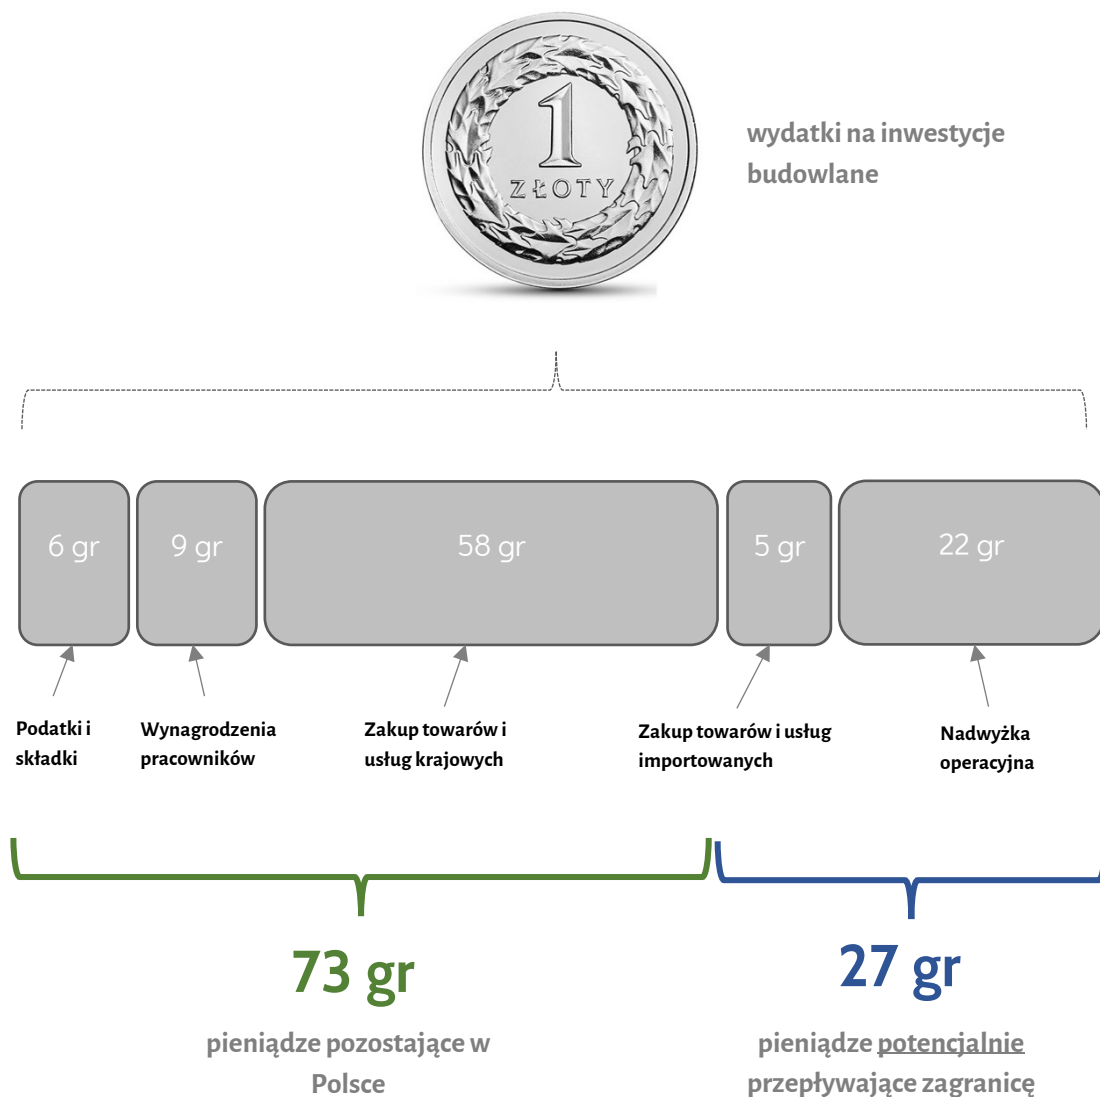 1
ZŁOTY
wydatki na inwestycje
budowlane
6 gr
9 gr
58 gr
5 gr
22 gr
Podatki i
składki
Wynagrodzenia
pracowników
Zakup towarów i
usług krajowych
Zakup towarów i usług
importowanych
Nadwyżka
operacyjna
73 gr
pieniądze pozostające w
Polsce
27 gr
pieniądze potencjalnie
przepływające zagranicę